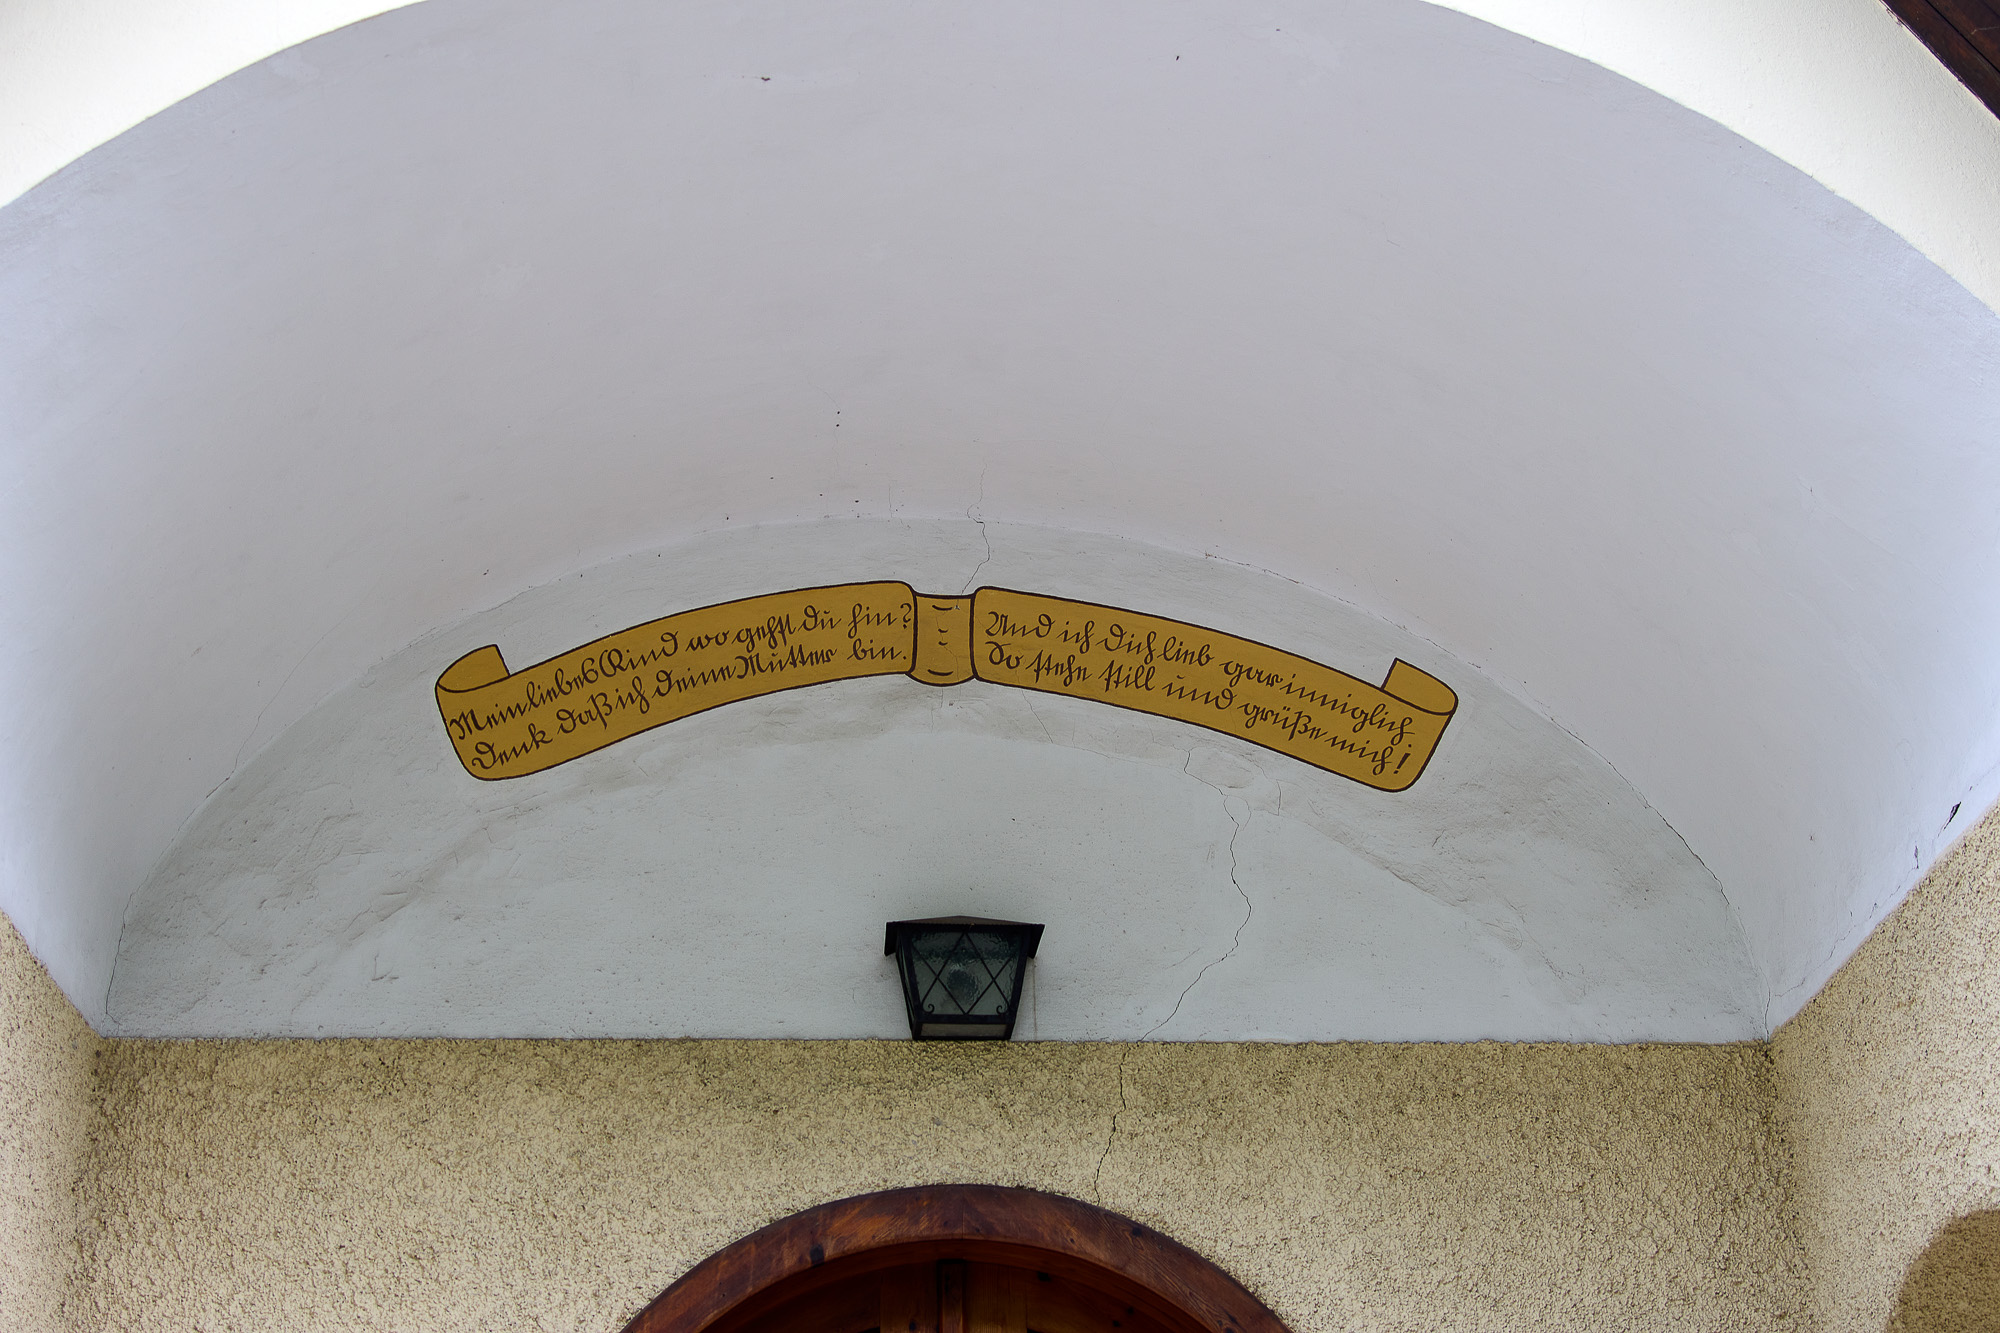 Mein liebes Kind wo gehst du hin?
Denk daß ich deine Mutter bin.
Und ich dich lieb gar inniglich
So stehe still und grüße mich!